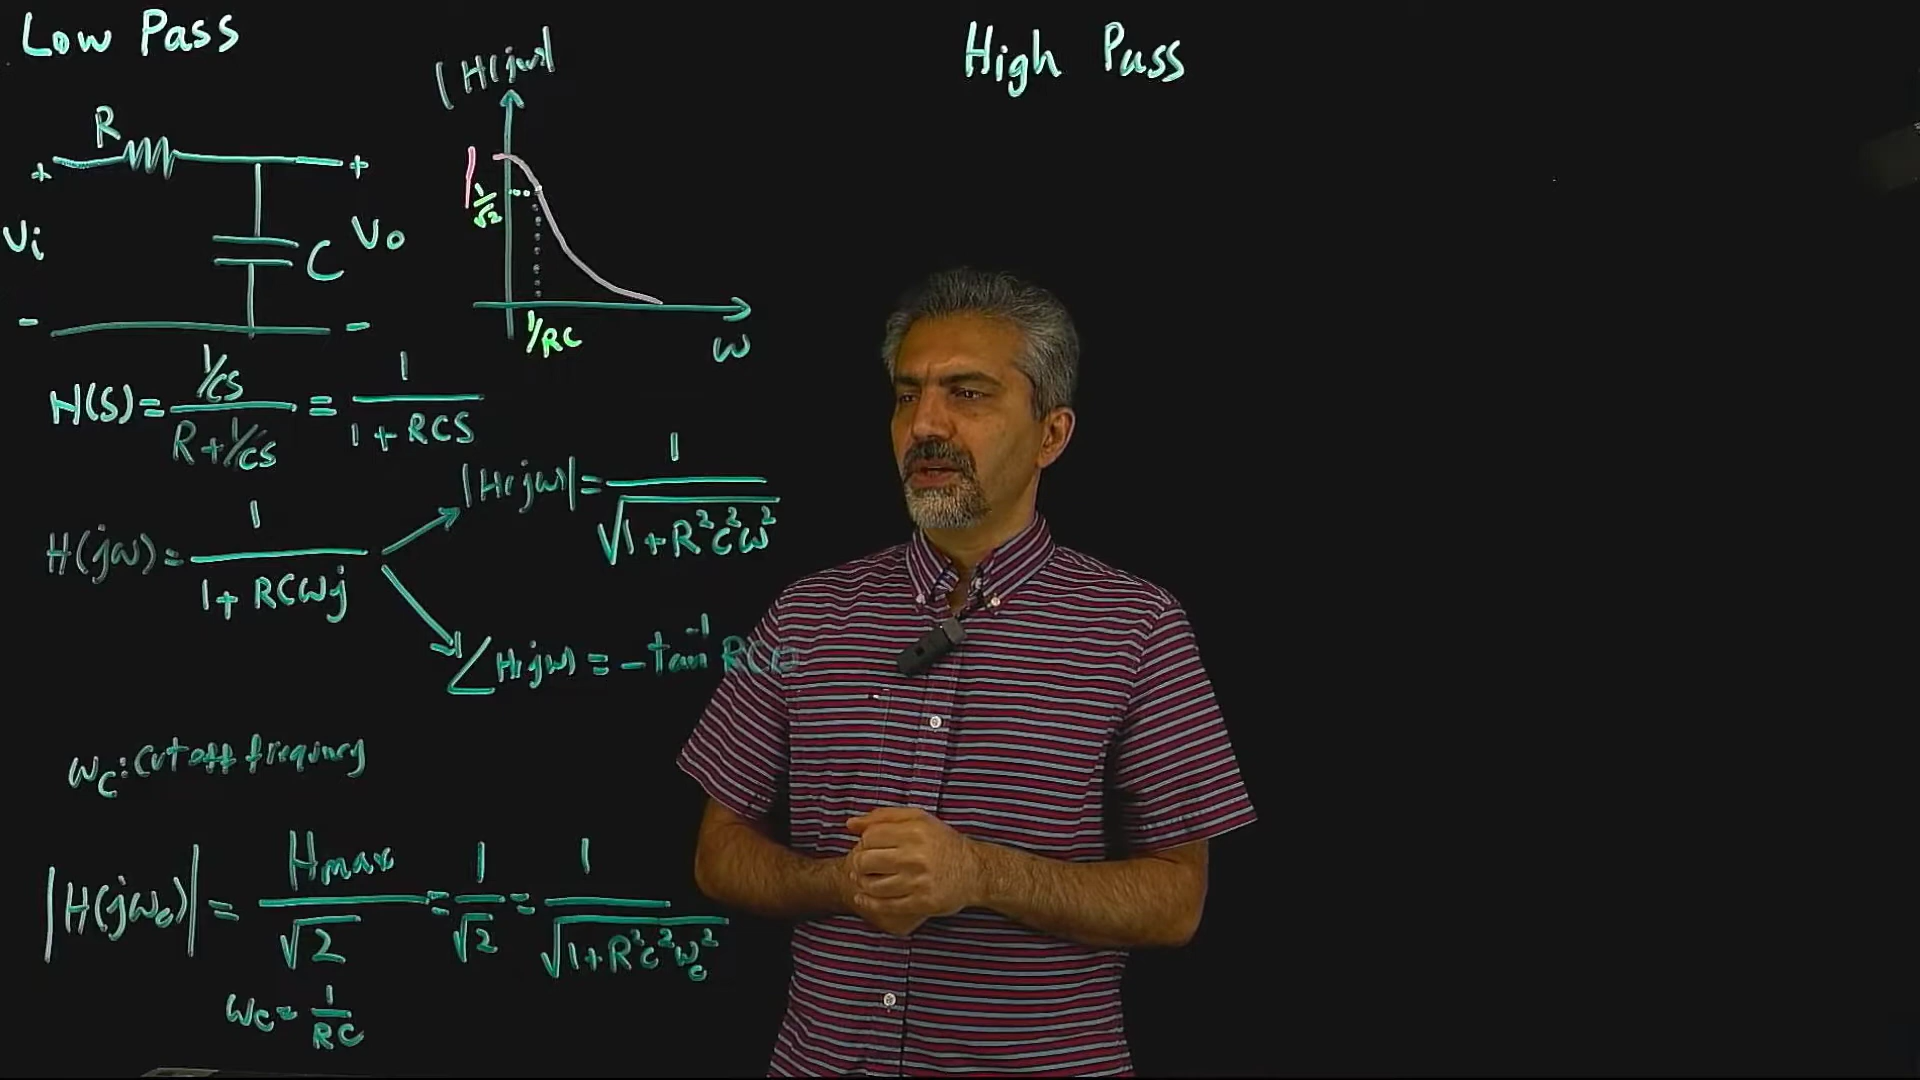 Low Pass
R
+ +
Vi C Vo
- -
|H(jω)|
1
1/√2
1/RC
ω
H(s) = (1/CS)/(R + 1/CS) = 1/(1 + RCS)
H(jω) = 1/(1 + RCωj)
|H(jω)| = 1/√(1 + R²C²ω²)
∠H(jω) = -tan⁻¹ RCω
ωc: Cutoff frequency
|H(jωc)| = Hmax/√2 = 1/√2 = 1/√(1 + R²C²ωc²)
ωc = 1/RC
High Pass